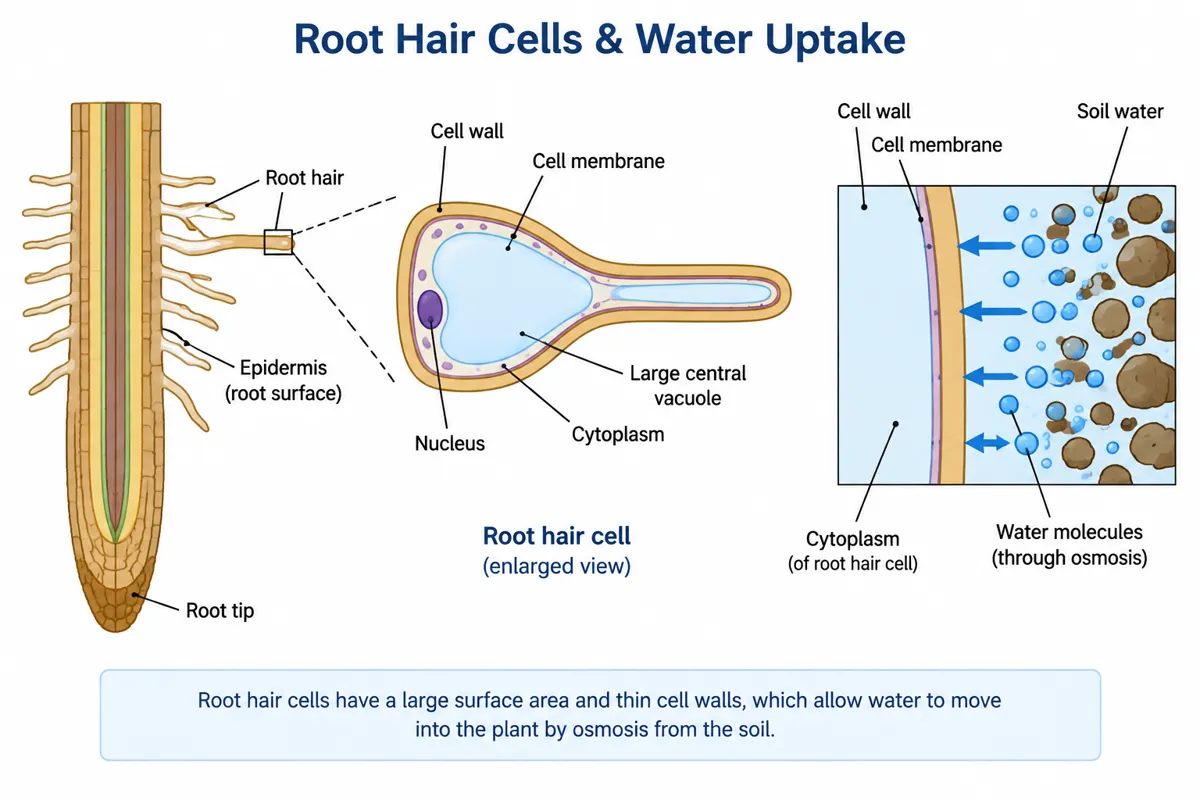 Root Hair Cells & Water Uptake
Root hair
Epidermis
(root surface)
Root tip
Cell wall
Cell membrane
Large central
vacuole
Cytoplasm
Nucleus
Root hair cell
(enlarged view)
Cell wall
Cell membrane
Soil water
Cytoplasm
(of root hair cell)
Water molecules
(through osmosis)
Root hair cells have a large surface area and thin cell walls, which allow water to move
into the plant by osmosis from the soil.